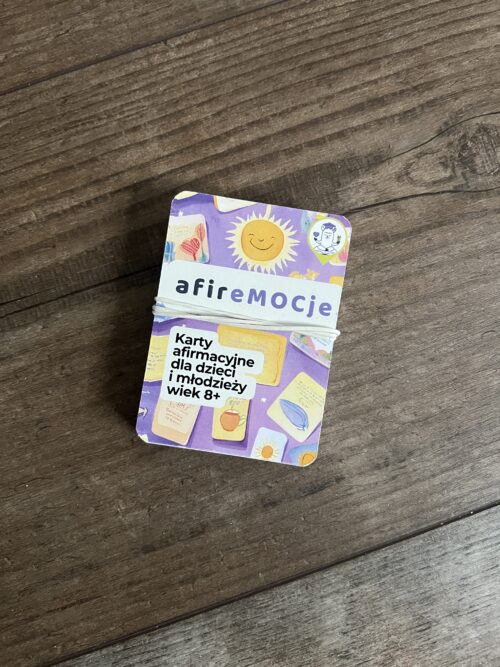 afireMOCje
Karty
afirmacyjne
dla dzieci
i młodzieży
wiek 8+